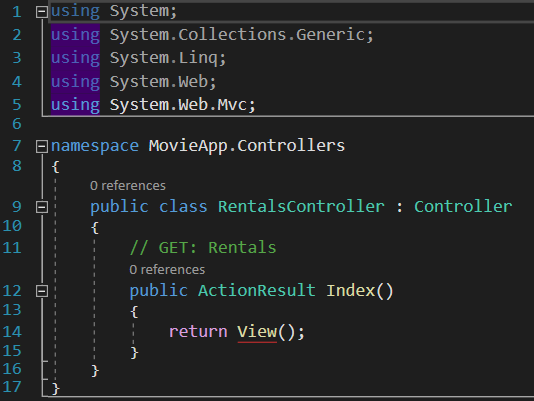 1 using System;
2 using System.Collections.Generic;
3 using System.Linq;
4 using System.Web;
5 using System.Web.Mvc;
6
7 namespace MovieApp.Controllers
8 {
0 references
9 public class RentalsController : Controller
10 {
11 // GET: Rentals
0 references
12 public ActionResult Index()
13 {
14 return View();
15 }
16 }
17 }